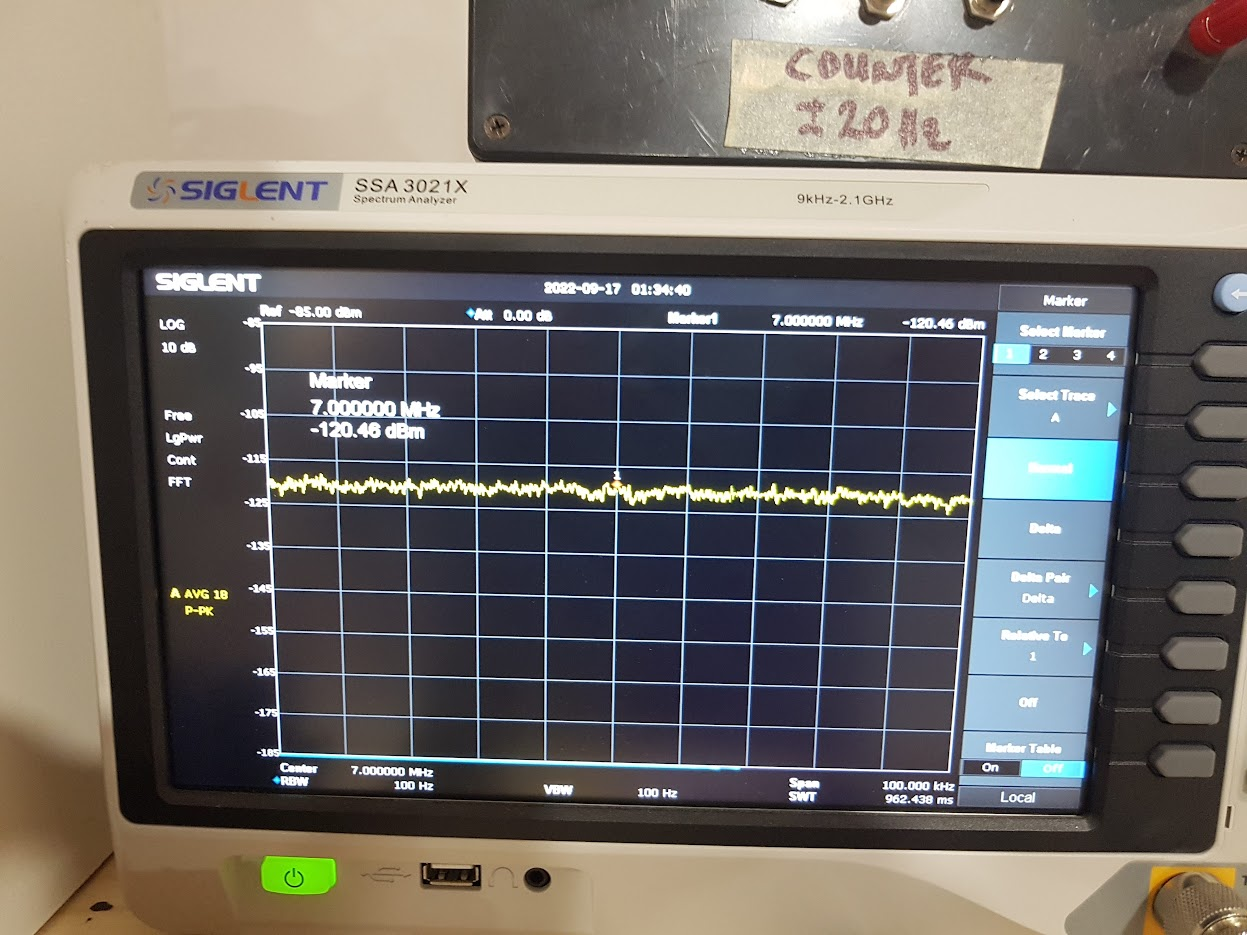 COUNTER
± 20 Hz
SIGLENT
SSA 3021X
Spectrum Analyzer
9kHz-2.1GHz
SIGLENT
2022-09-17 01:34:40
Marker
LOG
10 dB
Ref -85.00 dBm
Att 0.00 dB
Marker1
7.000000 MHz
-120.46 dBm
Select Marker
1 2 3 4
-85
-95
-105
-115
-125
-135
-145
-155
-165
-175
-185
Marker
7.000000 MHz
-120.46 dBm
1
Free
LgPwr
Cont
FFT
A AVG 18
P-PK
Select Trace
A
Normal
Delta
Delta Pair
Delta
Relative To
1
Off
Marker Table
On Off
Local
Center 7.000000 MHz
RBW 100 Hz
VBW 100 Hz
Span 100.000 kHz
SWT 962.438 ms